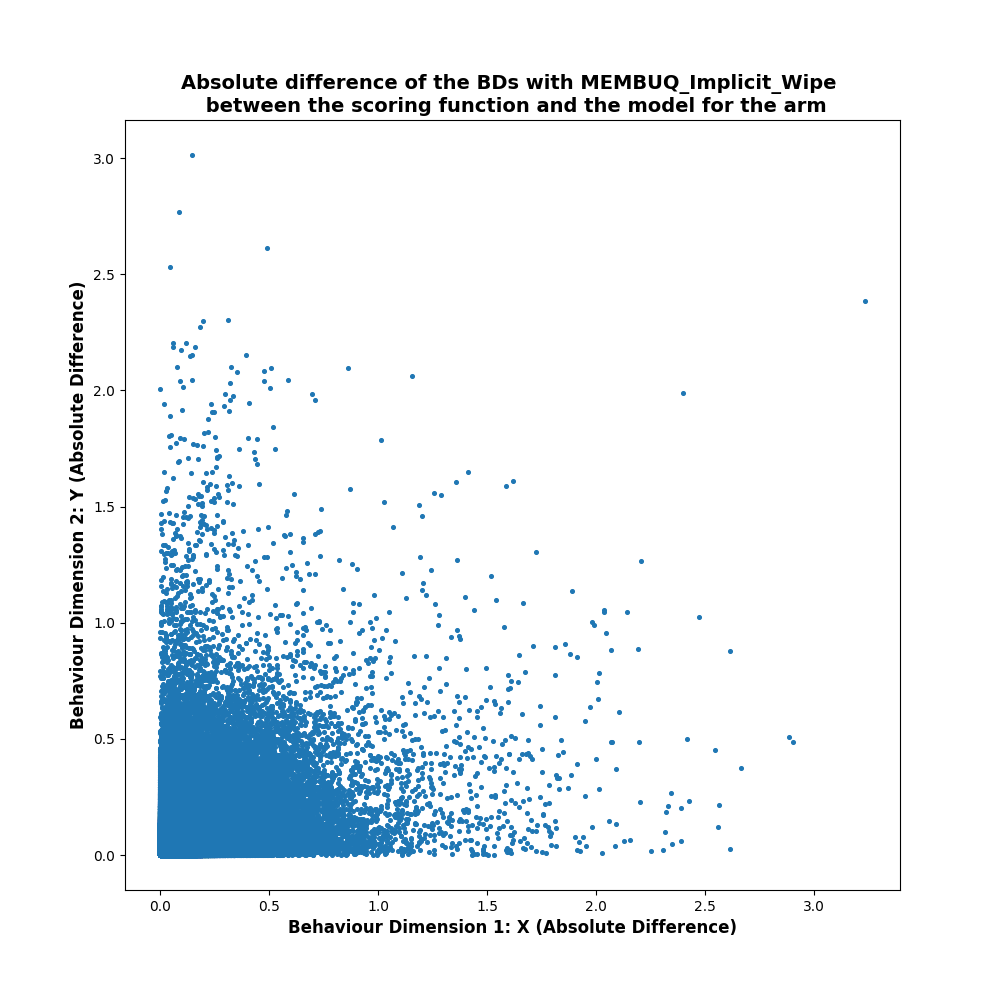 Absolute difference of the BDs with MEMBUQ_Implicit_Wipe
between the scoring function and the model for the arm
Behaviour Dimension 2: Y (Absolute Difference)
3.0
2.5
2.0
1.5
1.0
0.5
0.0
0.0 0.5 1.0 1.5 2.0 2.5 3.0
Behaviour Dimension 1: X (Absolute Difference)